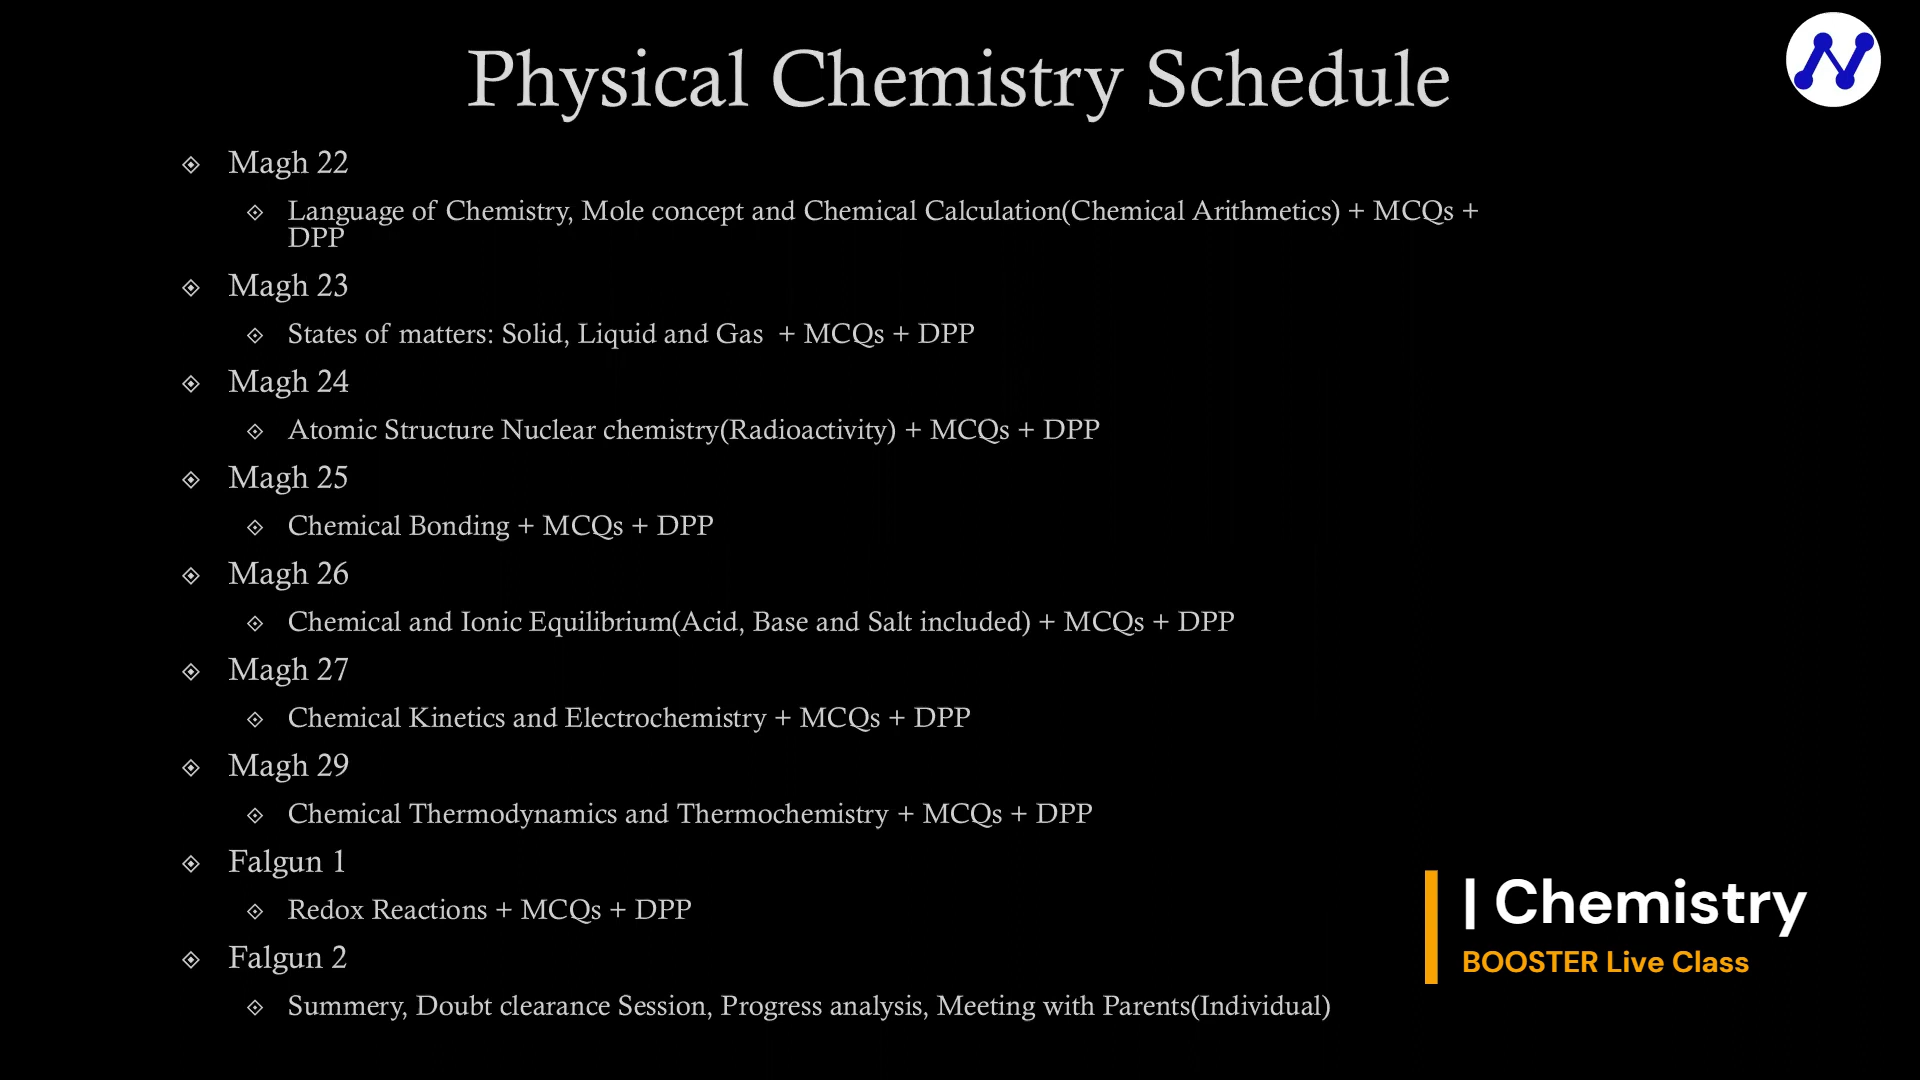 Physical Chemistry Schedule
Magh 22
Language of Chemistry, Mole concept and Chemical Calculation(Chemical Arithmetics) + MCQs +
DPP
Magh 23
States of matters: Solid, Liquid and Gas + MCQs + DPP
Magh 24
Atomic Structure Nuclear chemistry(Radioactivity) + MCQs + DPP
Magh 25
Chemical Bonding + MCQs + DPP
Magh 26
Chemical and Ionic Equilibrium(Acid, Base and Salt included) + MCQs + DPP
Magh 27
Chemical Kinetics and Electrochemistry + MCQs + DPP
Magh 29
Chemical Thermodynamics and Thermochemistry + MCQs + DPP
Falgun 1
Redox Reactions + MCQs + DPP
Falgun 2
Summery, Doubt clearance Session, Progress analysis, Meeting with Parents(Individual)
| Chemistry
BOOSTER Live Class